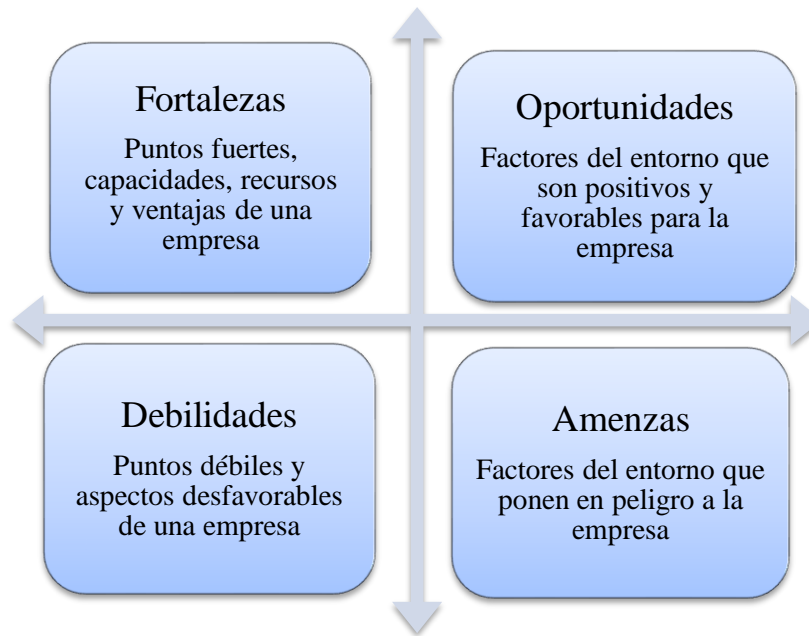 Fortalezas
Puntos fuertes,
capacidades, recursos
y ventajas de una
empresa
Oportunidades
Factores del entorno que
son positivos y
favorables para la
empresa
Debilidades
Puntos débiles y
aspectos desfavorables
de una empresa
Amenzas
Factores del entorno que
ponen en peligro a la
empresa